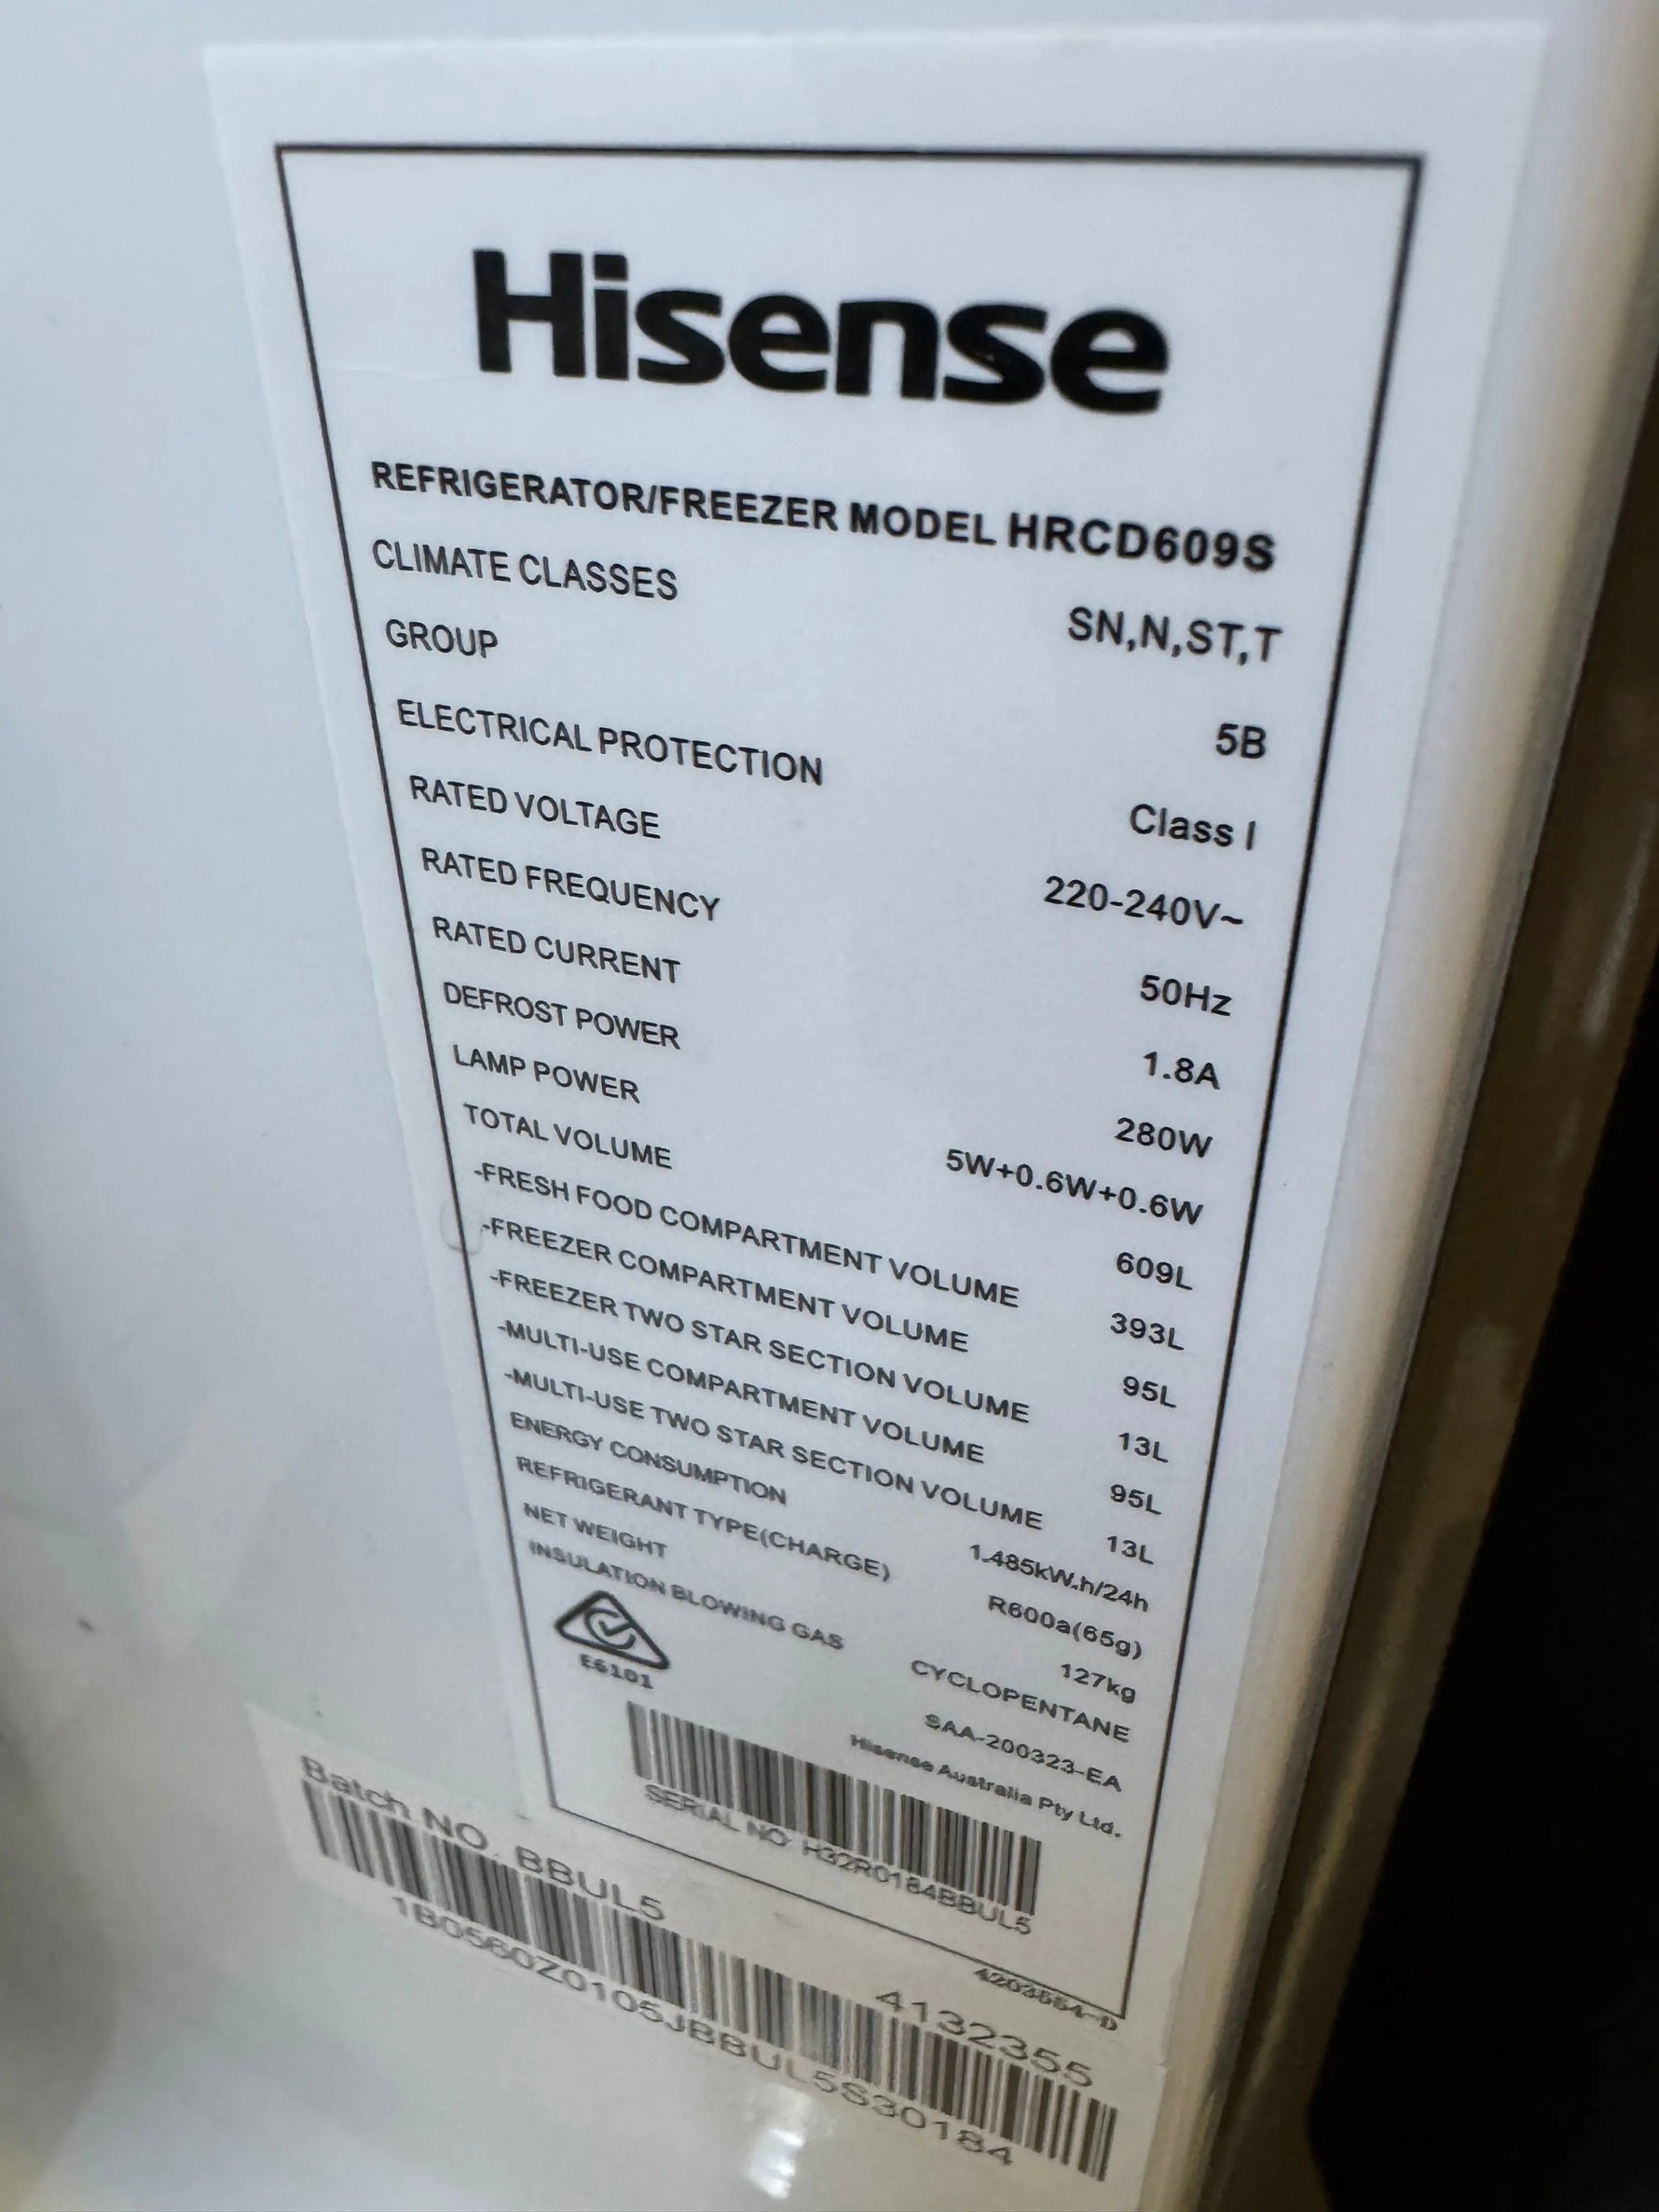 Hisense
REFRIGERATOR/FREEZER MODEL HRCD609S
CLIMATE CLASSES SN,N,ST,T
GROUP 5B
ELECTRICAL PROTECTION Class I
RATED VOLTAGE 220-240V~
RATED FREQUENCY 50Hz
RATED CURRENT 1.8A
DEFROST POWER 280W
LAMP POWER 5W+0.6W+0.6W
TOTAL VOLUME 609L
-FRESH FOOD COMPARTMENT VOLUME 393L
-FREEZER COMPARTMENT VOLUME 95L
-FREEZER TWO STAR SECTION VOLUME 13L
-MULTI-USE COMPARTMENT VOLUME 95L
-MULTI-USE TWO STAR SECTION VOLUME 13L
ENERGY CONSUMPTION 1.485kW.h/24h
REFRIGERANT TYPE(CHARGE) R600a(65g)
NET WEIGHT 127kg
INSULATION BLOWING GAS CYCLOPENTANE
E6101
SAA-200323-EA
Hisense Australia Pty Ltd.
SERIAL NO: H32R0184BBUL5
Batch NO. BBUL5 4132355
1B0560Z0105JBBUL5S30184